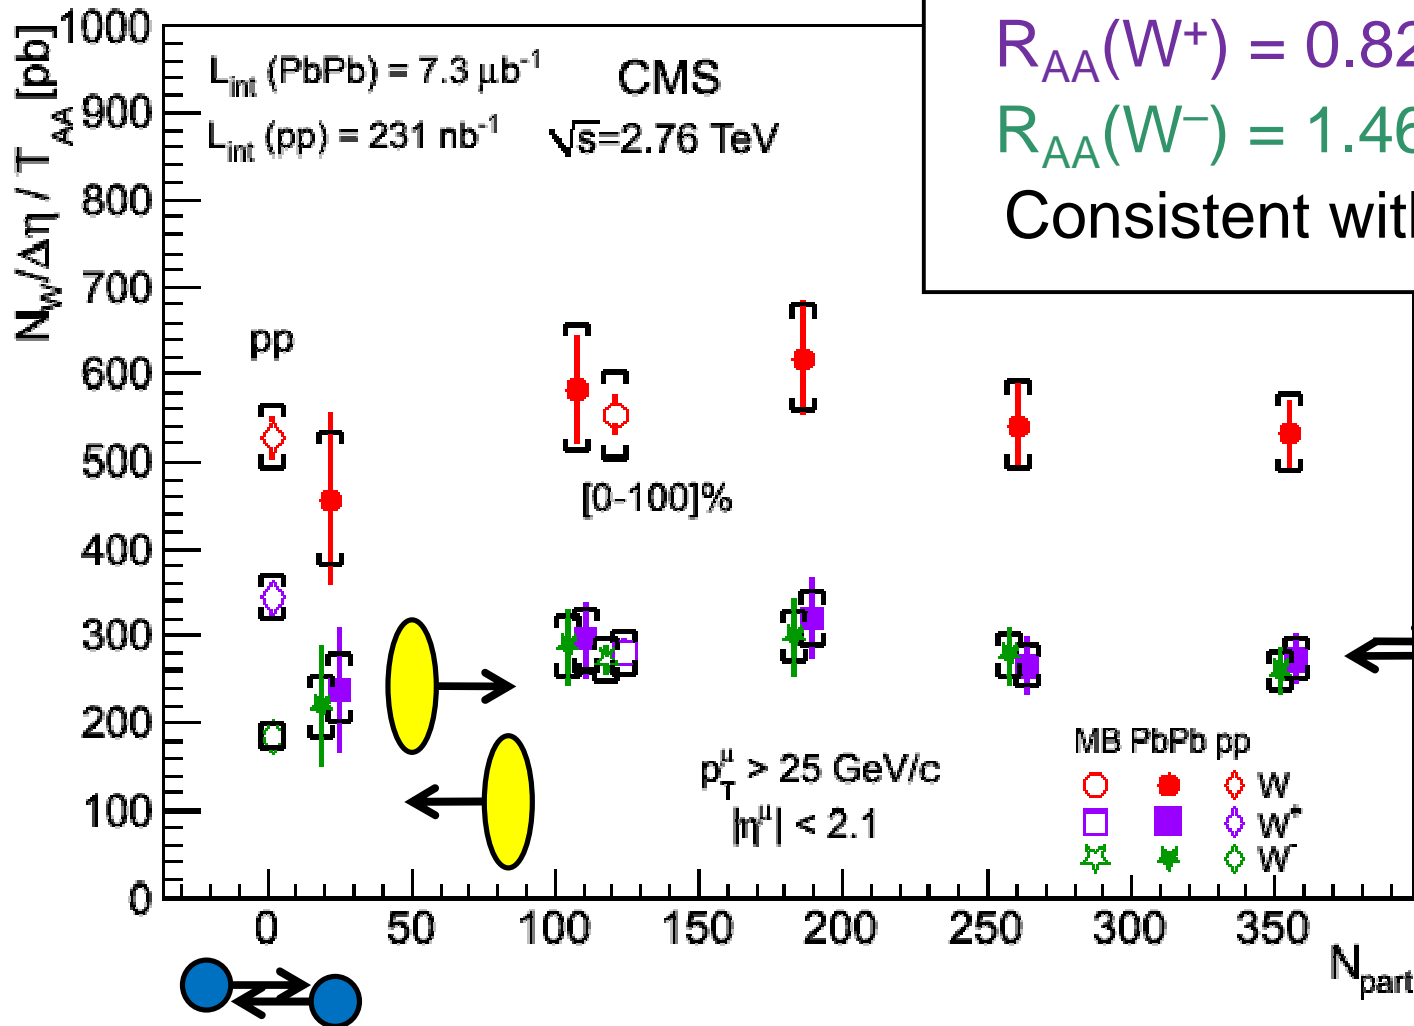 N_W/Δη / T_AA [pb]
1000
900
800
700
600
500
400
300
200
100
0
L_int (PbPb) = 7.3 μb⁻¹
CMS
L_int (pp) = 231 nb⁻¹
√s=2.76 TeV
R_AA(W⁺) = 0.82
R_AA(W⁻) = 1.46
Consistent with
pp
[0-100]%
p_T^μ > 25 GeV/c
|η^μ| < 2.1
MB PbPb pp
W
W⁺
W⁻
0 50 100 150 200 250 300 350
N_part